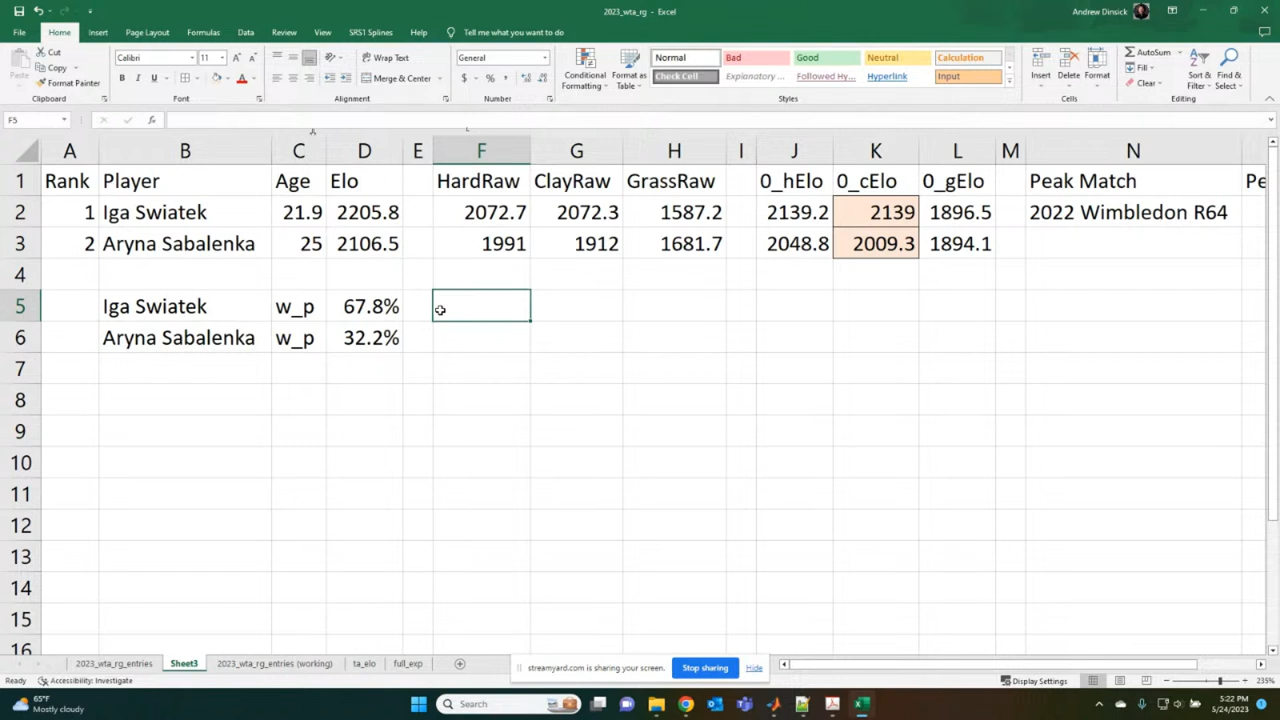 2023_wta_rg - Excel
Andrew Dinsick
File Home Insert Page Layout Formulas Data Review View SRS1 Splines Help Tell me what you want to do
Paste
Cut
Copy
Format Painter
Clipboard
Calibri 11
B I U
Font
Wrap Text
Merge & Center
Alignment
General
$ % ,
Number
Conditional Formatting
Format as Table
Normal Bad Good Neutral Calculation
Check Cell Explanatory ... Followed Hy... Hyperlink Input
Styles
Insert Delete Format
Cells
AutoSum
Fill
Clear
Sort & Filter
Find & Select
Editing
F5 fx
A B C D E F G H I J K L M N
1 Rank Player Age Elo HardRaw ClayRaw GrassRaw 0_hElo 0_cElo 0_gElo Peak Match Pe
2 1 Iga Swiatek 21.9 2205.8 2072.7 2072.3 1587.2 2139.2 2139 1896.5 2022 Wimbledon R64
3 2 Aryna Sabalenka 25 2106.5 1991 1912 1681.7 2048.8 2009.3 1894.1
4
5 Iga Swiatek w_p 67.8%
6 Aryna Sabalenka w_p 32.2%
7
8
9
10
11
12
13
14
15
16
2023_wta_rg_entries Sheet3 2023_wta_rg_entries (working) ta_elo full_exp
streamyard.com is sharing your screen. Stop sharing Hide
Ready Accessibility: Investigate Display Settings 235%
65°F
Mostly cloudy
Search
5:22 PM
5/24/2023